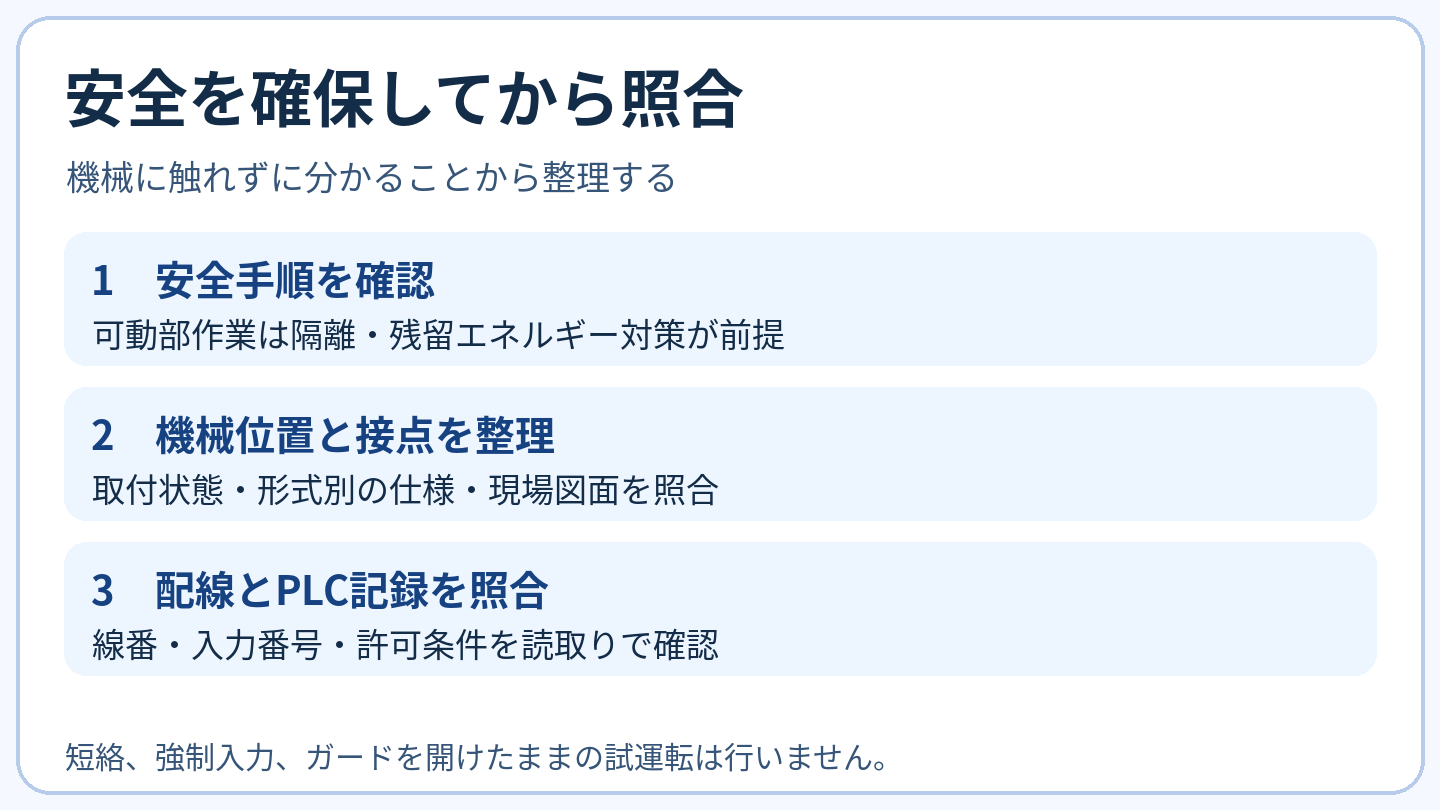 安全を確保してから照合
機械に触れずに分かることから整理する
1　安全手順を確認
可動部作業は隔離・残留エネルギー対策が前提
2　機械位置と接点を整理
取付状態・形式別の仕様・現場図面を照合
3　配線とPLC記録を照合
線番・入力番号・許可条件を読取りで確認
短絡、強制入力、ガードを開けたままの試運転は行いません。